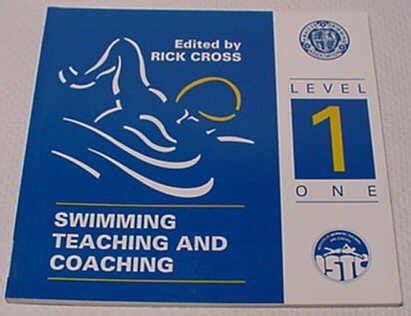 Edited by
RICK CROSS
SWIMMING
TEACHING AND
COACHING
LEVEL
1
ONE